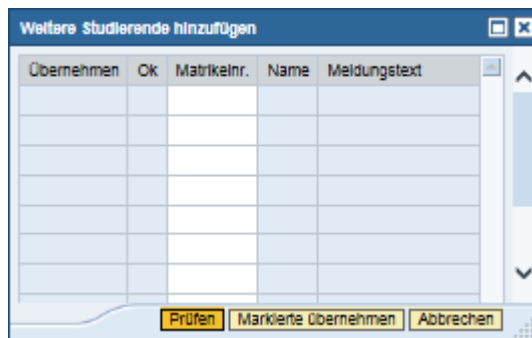 Weitere Studierende hinzufügen
Übernehmen Ok Matrikelnr. Name Meldungstext
Prüfen Markierte übernehmen Abbrechen